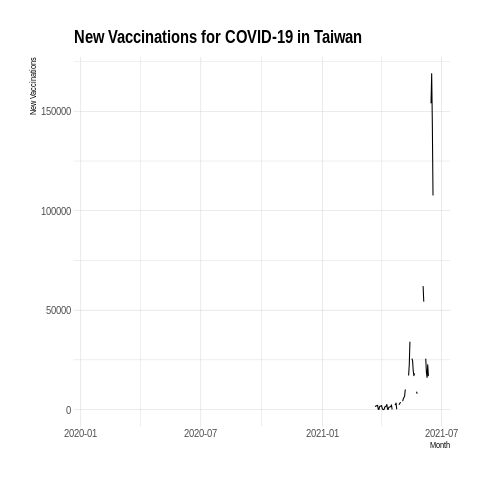 New Vaccinations for COVID-19 in Taiwan
New Vaccinations
150000
100000
50000
0
2020-01 2020-07 2021-01 2021-07
Month